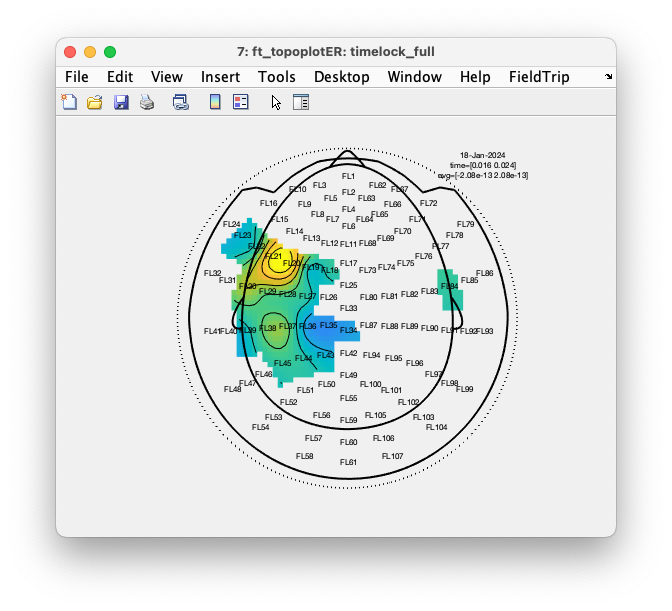 7: ft_topoplotER: timelock_full
File Edit View Insert Tools Desktop Window Help FieldTrip
18-Jan-2024
time=[0.016 0.024]
avg=[-2.08e-13 2.08e-13]
FL1
FL10 FL3 FL2 FL62 FL67
FL16 FL9 FL5 FL4 FL65 FL63 FL72
FL15 FL8 FL7 FL6 FL64 FL71
FL24 FL23 FL14 FL13 FL12 FL11 FL68 FL69 FL70 FL78 FL79
FL22 FL77
FL21 FL20 FL19 FL18 FL17 FL73 FL74 FL75 FL76
FL32 FL31 FL30 FL25 FL84 FL85 FL86
FL29 FL28 FL27 FL26 FL80 FL81 FL82 FL83
FL33
FL41 FL40 FL39 FL38 FL37 FL36 FL35 FL34 FL87 FL88 FL89 FL90 FL91 FL92 FL93
FL45 FL44 FL43 FL42 FL94 FL95 FL96
FL48 FL47 FL46 FL49 FL97 FL98 FL99
FL51 FL50 FL100 FL101
FL52 FL55 FL102
FL54 FL53 FL56 FL59 FL105 FL103 FL104
FL57 FL60 FL106
FL58 FL61 FL107